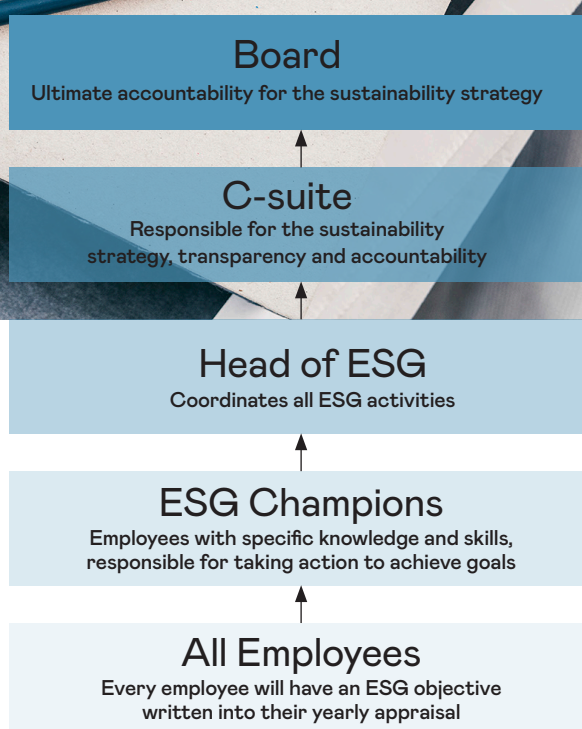 Board
Ultimate accountability for the sustainability strategy
C-suite
Responsible for the sustainability
strategy, transparency and accountability
Head of ESG
Coordinates all ESG activities
ESG Champions
Employees with specific knowledge and skills,
responsible for taking action to achieve goals
All Employees
Every employee will have an ESG objective
written into their yearly appraisal